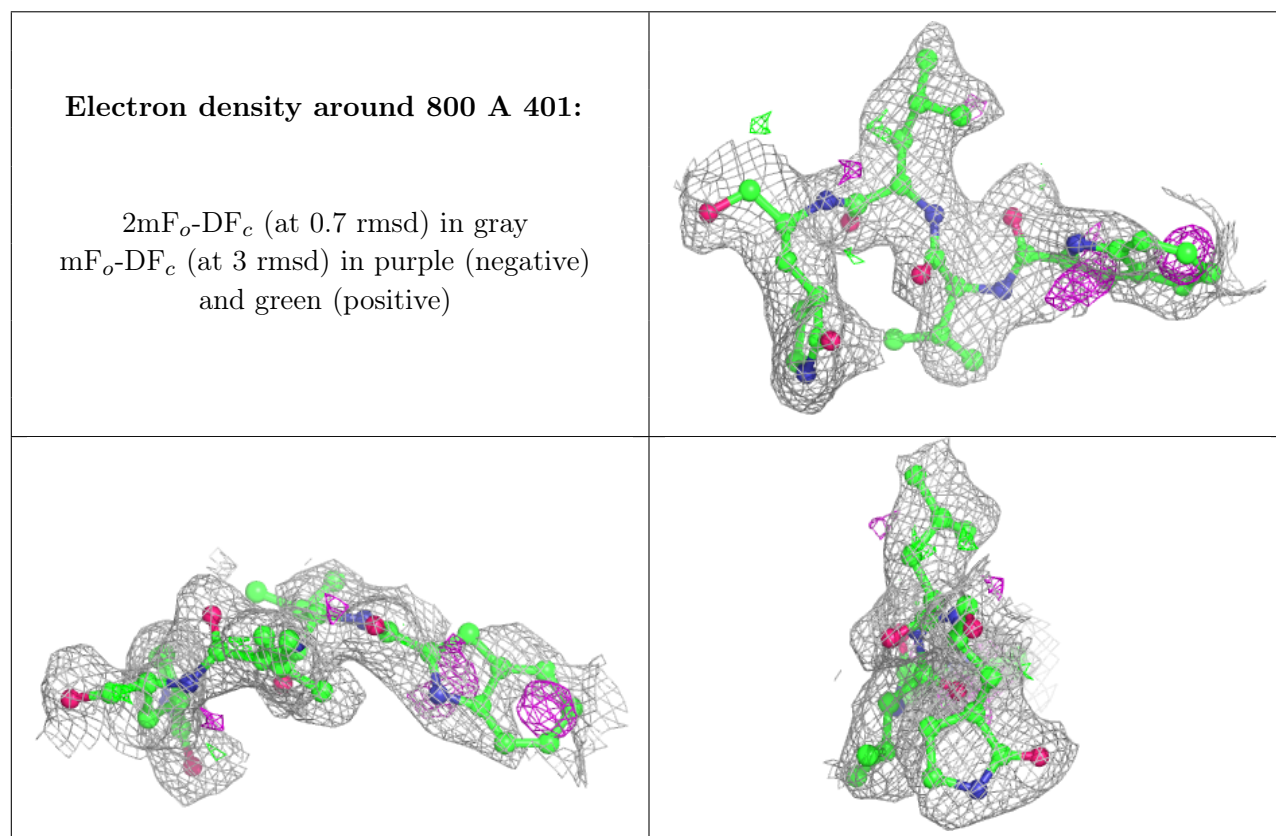 Electron density around 800 A 401:
2mFo-DFc (at 0.7 rmsd) in gray
mFo-DFc (at 3 rmsd) in purple (negative)
and green (positive)